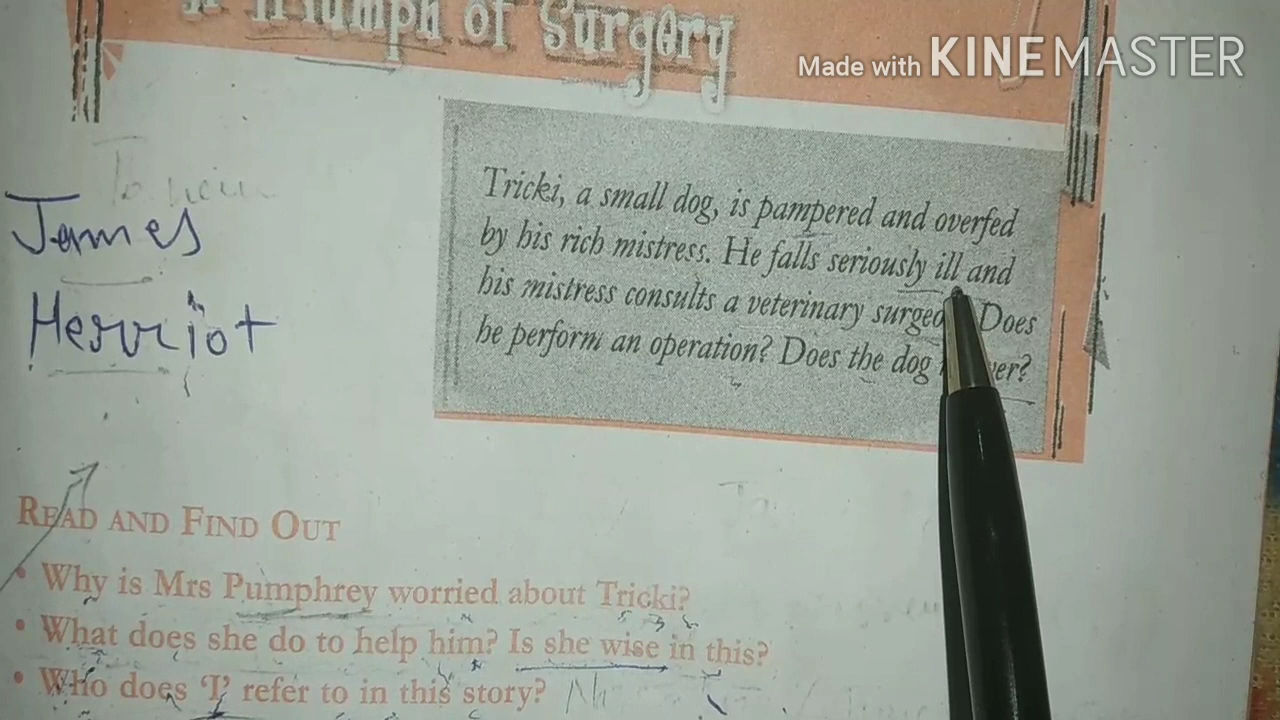 A Triumph of Surgery
Made with KINEMASTER
James
Herriot
Tricki, a small dog, is pampered and overfed
by his rich mistress. He falls seriously ill and
his mistress consults a veterinary Does
he perform an operation? Does the dog
READ AND FIND OUT
• Why is Mrs Pumphrey worried about Tricki?
• What does she do to help him? Is she wise in this?
• Who does 'I' refer to in this story?